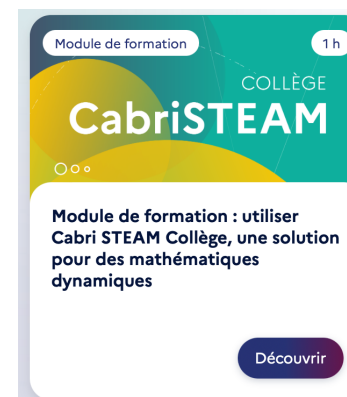 Module de formation
1 h
COLLÈGE
CabriSTEAM
Module de formation : utiliser
Cabri STEAM Collège, une solution
pour des mathématiques
dynamiques
Découvrir